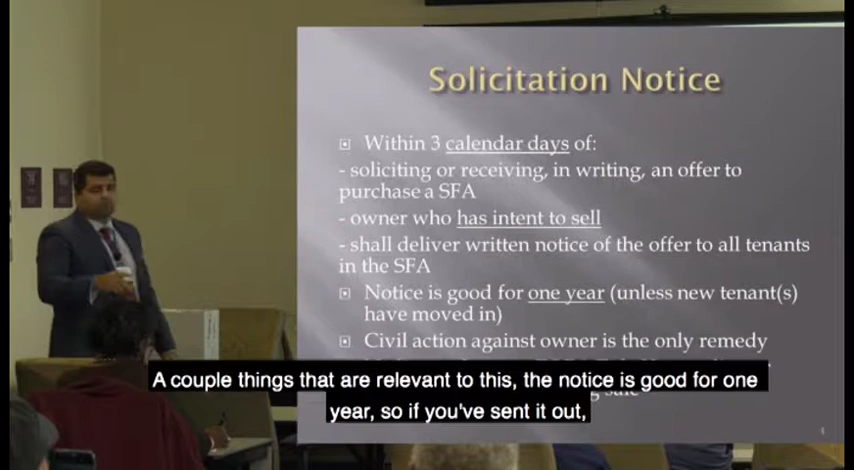 Solicitation Notice
Within 3 calendar days of:
- soliciting or receiving, in writing, an offer to
purchase a SFA
- owner who has intent to sell
- shall deliver written notice of the offer to all tenants
in the SFA
Notice is good for one year (unless new tenant(s)
have moved in)
Civil action against owner is the only remedy
A couple things that are relevant to this, the notice is good for one
year, so if you've sent it out,